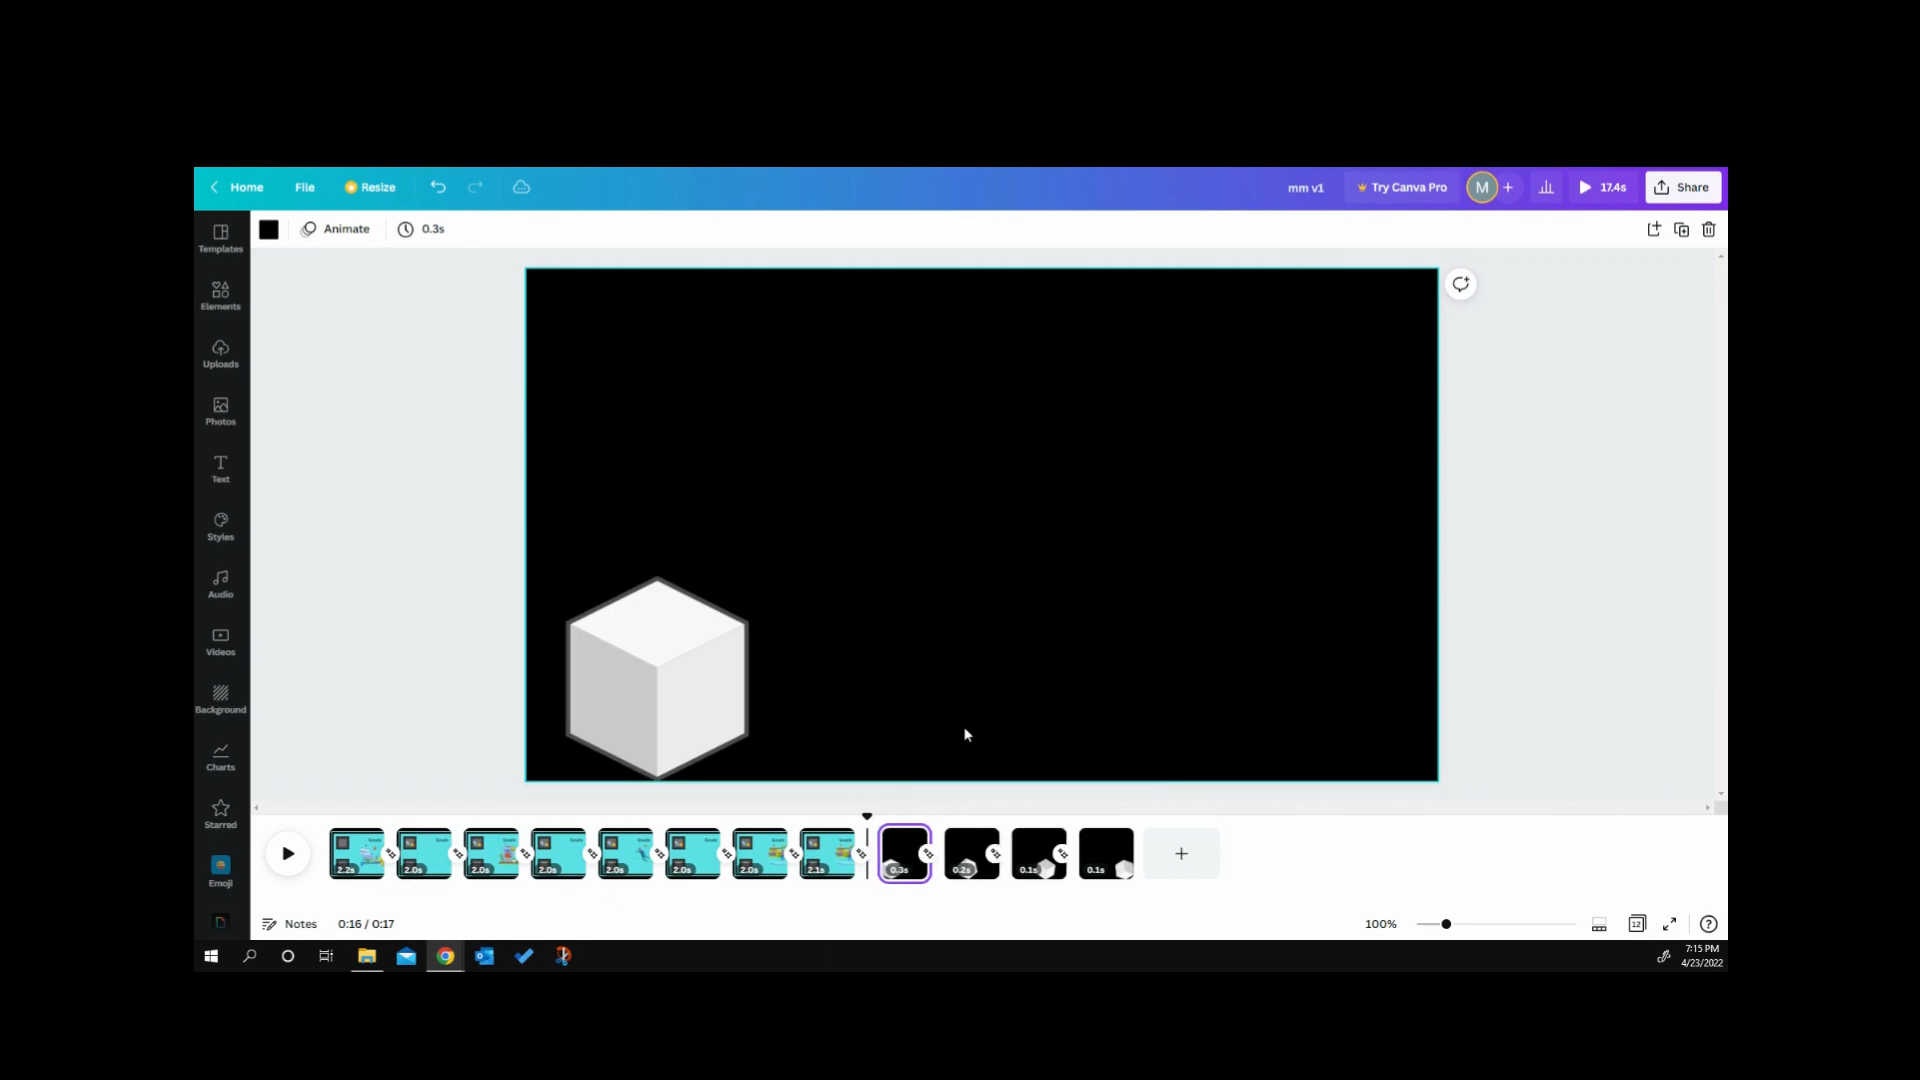 Home File Resize mm v1 Try Canva Pro M + 17.4s Share
Animate 0.3s
Templates
Elements
Uploads
Photos
Text
Styles
Audio
Videos
Background
Charts
Starred
Emoji
2.2s 2.0s 2.0s 2.0s 2.0s 2.0s 2.0s 2.1s 0.3s 0.2s 0.1s 0.1s +
Notes 0:16 / 0:17 100% 12 ?
7:15 PM
4/23/2022